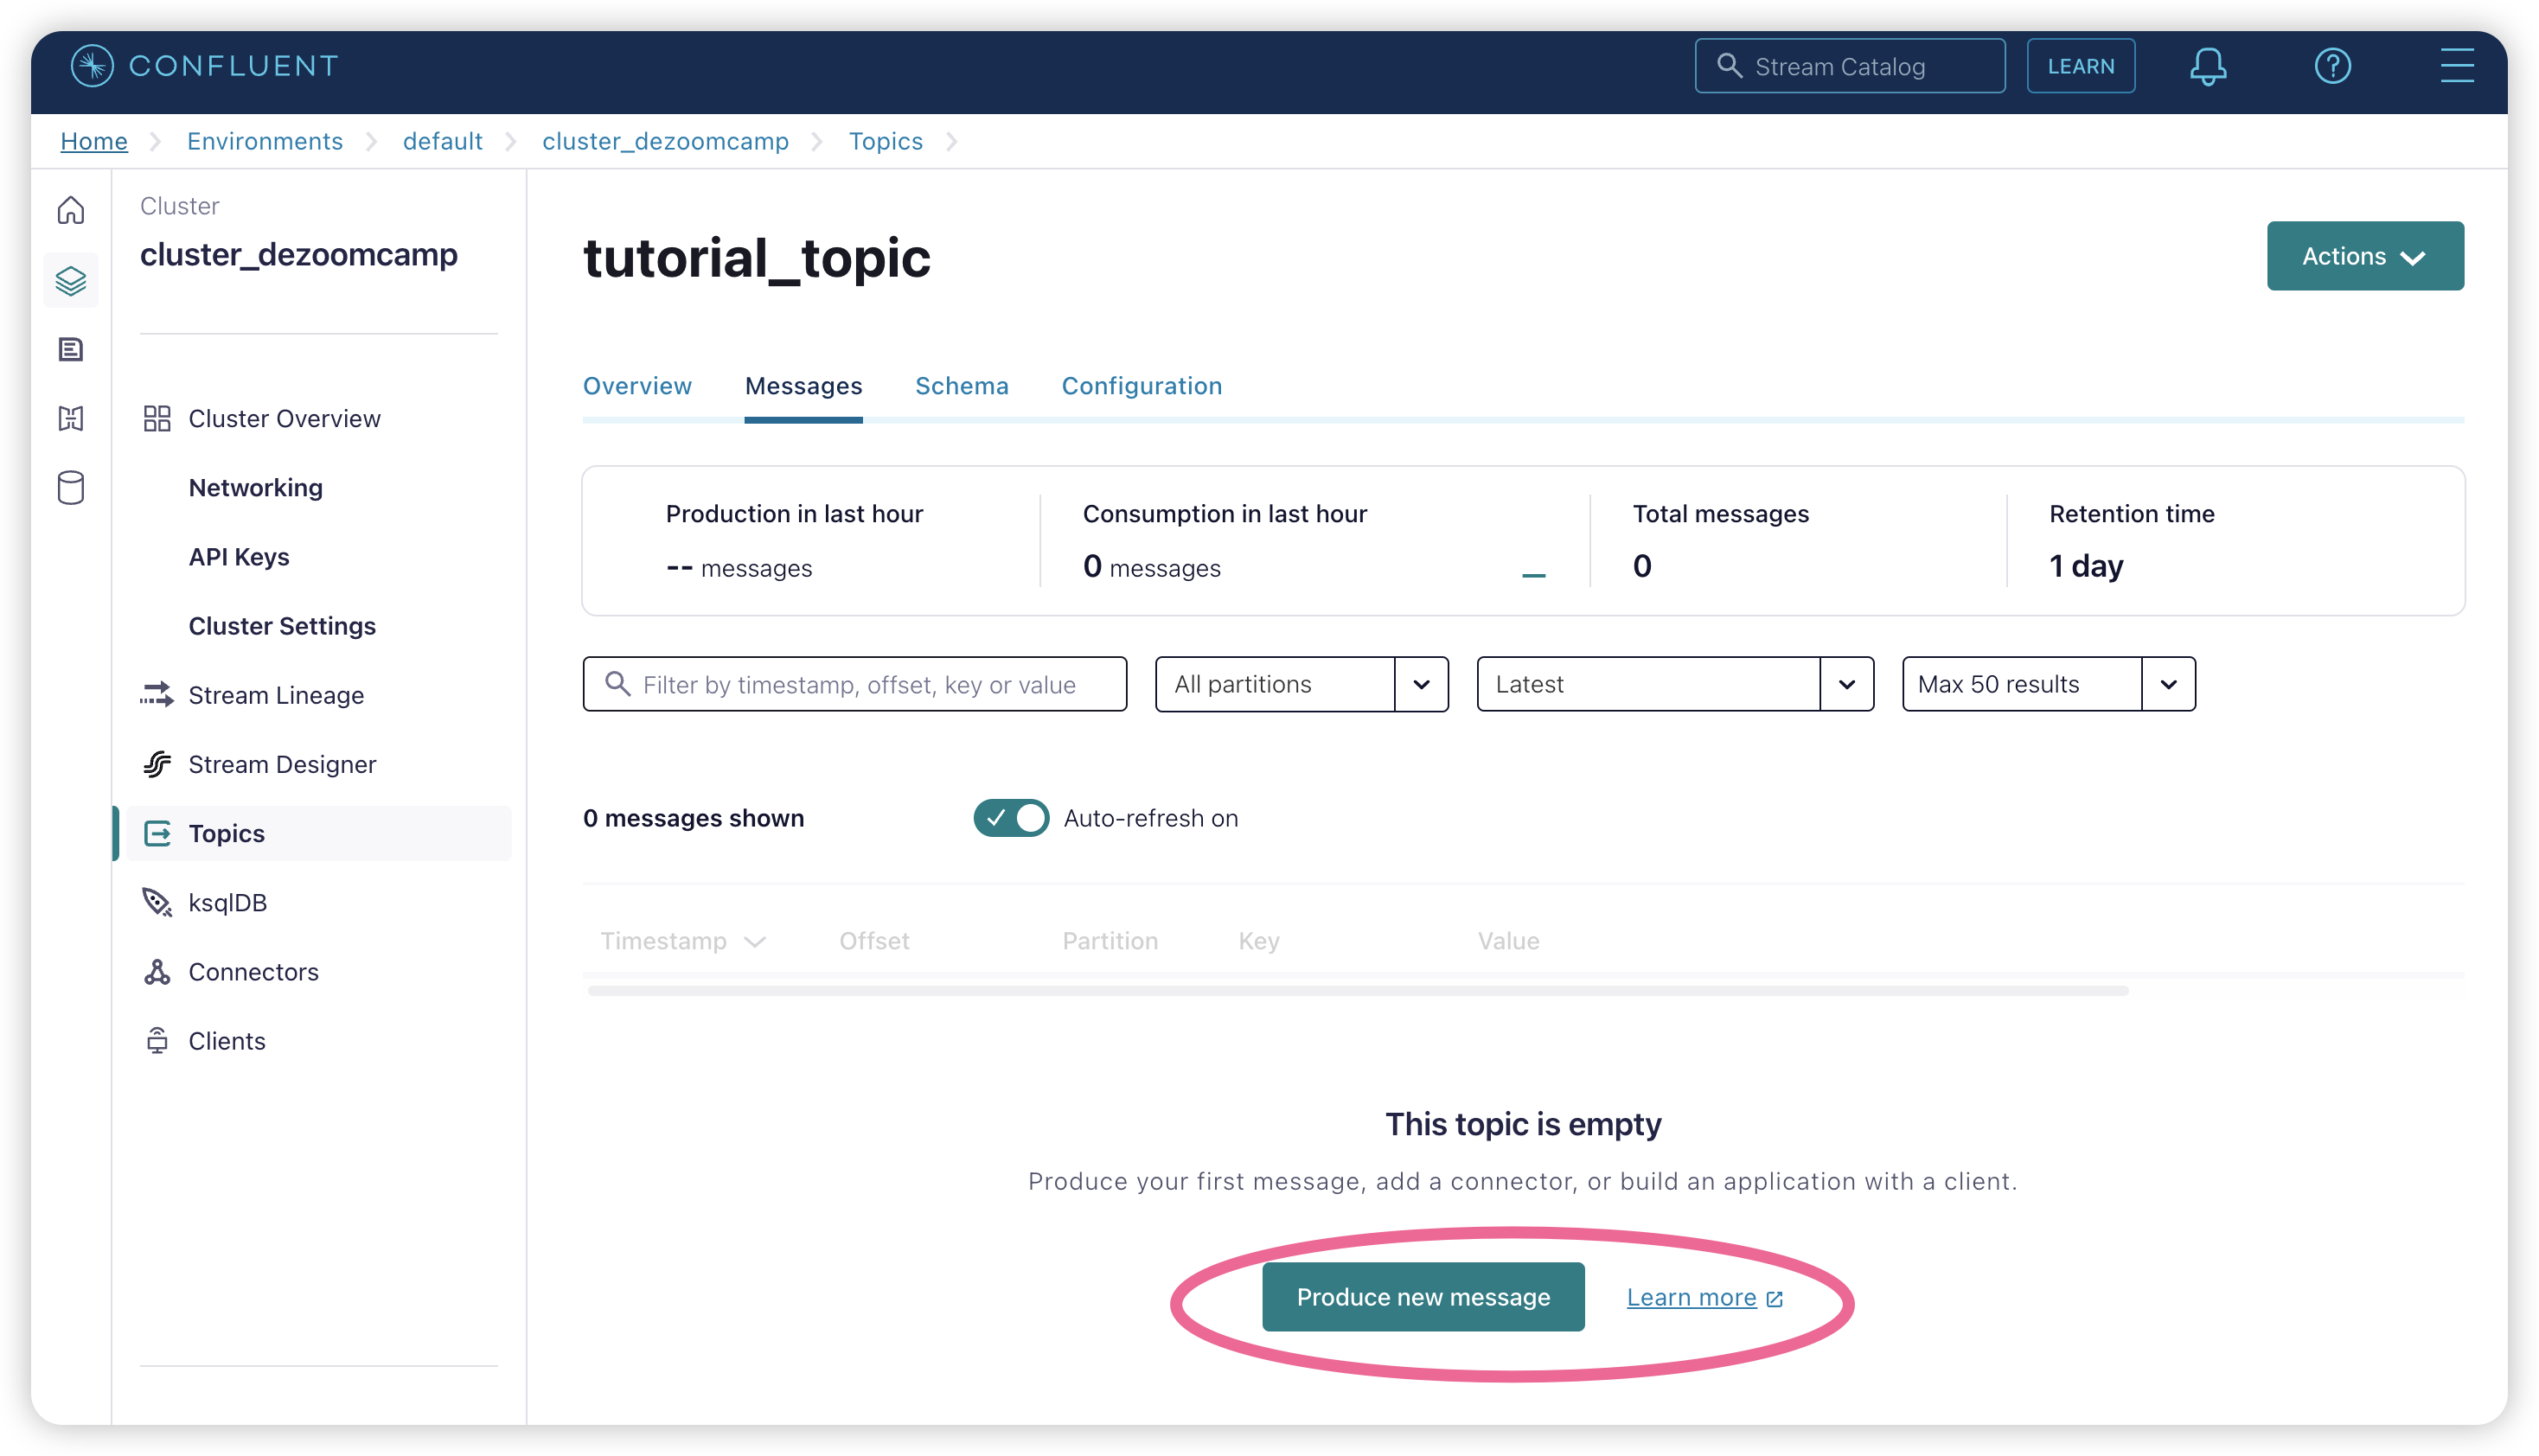 CONFLUENT
Stream Catalog
LEARN
Home Environments default cluster_dezoomcamp Topics
Cluster
cluster_dezoomcamp
Cluster Overview
Networking
API Keys
Cluster Settings
Stream Lineage
Stream Designer
Topics
ksqlDB
Connectors
Clients
tutorial_topic
Actions
Overview Messages Schema Configuration
Production in last hour
-- messages
Consumption in last hour
0 messages
Total messages
0
Retention time
1 day
Filter by timestamp, offset, key or value
All partitions
Latest
Max 50 results
0 messages shown
Auto-refresh on
Timestamp Offset Partition Key Value
This topic is empty
Produce your first message, add a connector, or build an application with a client.
Produce new message
Learn more